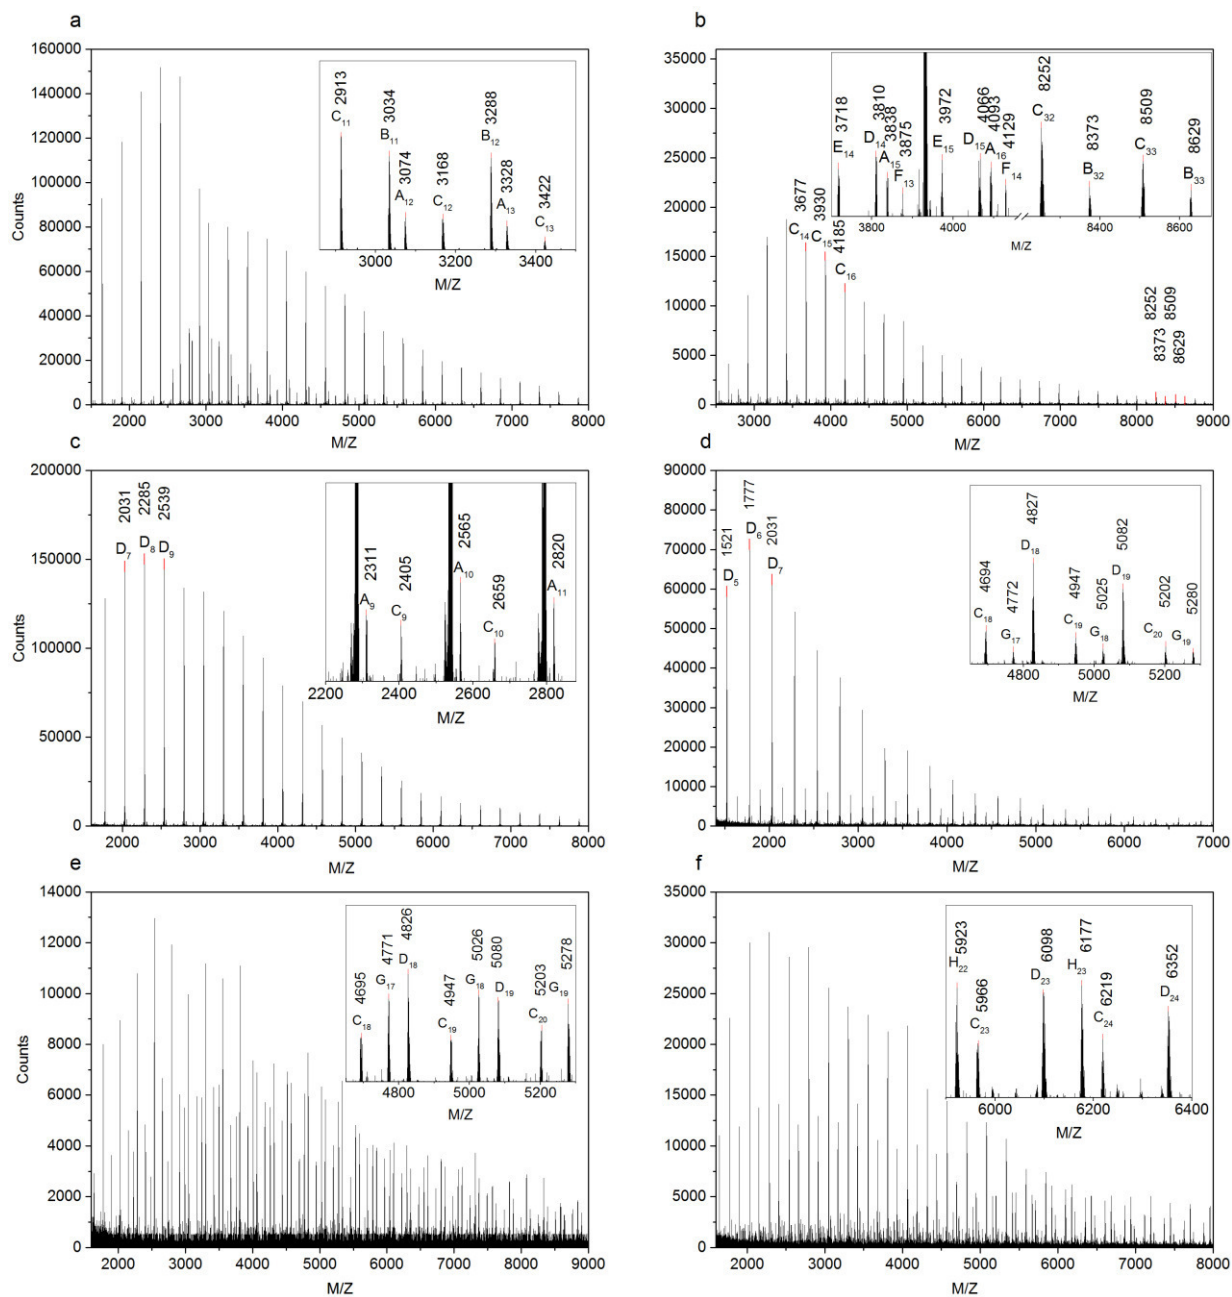 a
160000
140000
120000
100000
80000
60000
40000
20000
0
Counts
2000 3000 4000 5000 6000 7000 8000
M/Z
C11 2913
B11 3034
A12 3074
C12 3168
B12 3288
A13 3328
C13 3422
3000 3200 3400
M/Z
b
35000
30000
25000
20000
15000
10000
5000
0
3000 4000 5000 6000 7000 8000 9000
M/Z
C14 3677
C15 3930
C16 4185
8252
8373
8509
8629
E14 3718
D14 3810
A15 3838
F13 3875
E15 3972
D15 4066
A16 4093
F14 4129
C32 8252
B32 8373
C33 8509
B33 8629
3800 4000 8400 8600
M/Z
c
200000
150000
100000
50000
0
Counts
2000 3000 4000 5000 6000 7000 8000
M/Z
D7 2031
D8 2285
D9 2539
A9 2311
C9 2405
A10 2565
C10 2659
A11 2820
2200 2400 2600 2800
M/Z
d
90000
80000
70000
60000
50000
40000
30000
20000
10000
0
2000 3000 4000 5000 6000 7000
M/Z
D5 1521
D6 1777
D7 2031
C18 4694
G17 4772
D18 4827
C19 4947
G18 5025
D19 5082
C20 5202
G19 5280
4800 5000 5200
M/Z
e
14000
12000
10000
8000
6000
4000
2000
0
Counts
2000 3000 4000 5000 6000 7000 8000 9000
M/Z
C18 4695
G17 4771
D18 4826
C19 4947
G18 5026
D19 5080
C20 5203
G19 5278
4800 5000 5200
M/Z
f
35000
30000
25000
20000
15000
10000
5000
0
2000 3000 4000 5000 6000 7000 8000
M/Z
H22 5923
C23 5966
D23 6098
H23 6177
C24 6219
D24 6352
6000 6200 6400
M/Z